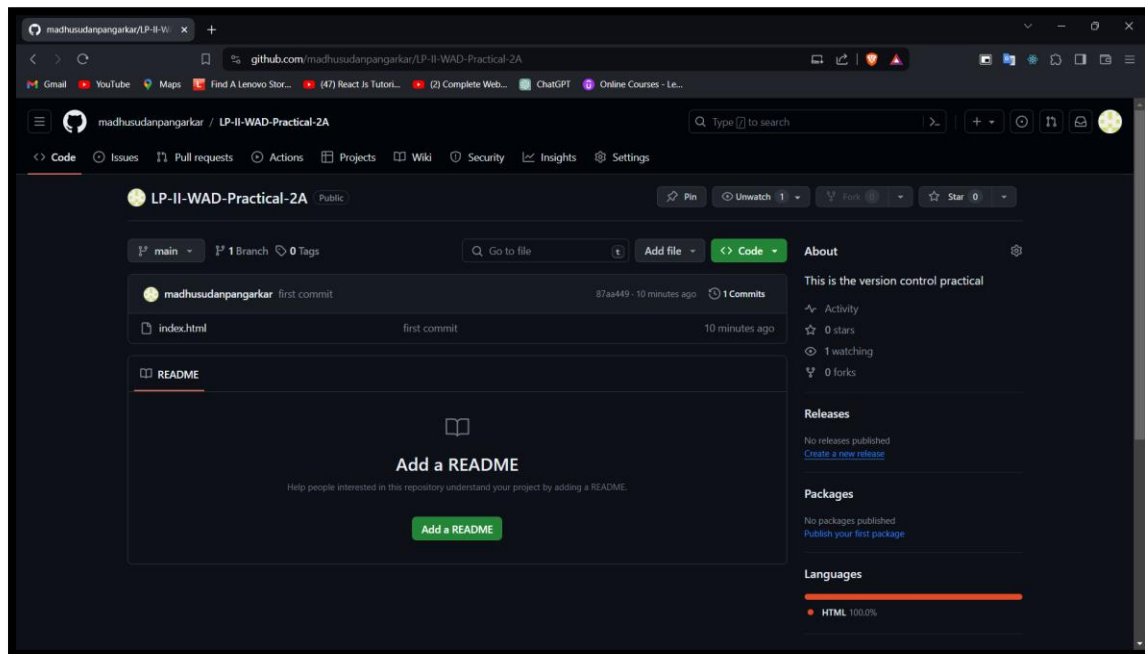 madhusudanpangarkar/LP-II-W
github.com/madhusudanpangarkar/LP-II-WAD-Practical-2A
Gmail YouTube Maps Find A Lenovo Stor... (47) React Js Tutori... (2) Complete Web... ChatGPT Online Courses - Le...
madhusudanpangarkar / LP-II-WAD-Practical-2A
Type / to search
Code Issues Pull requests Actions Projects Wiki Security Insights Settings
LP-II-WAD-Practical-2A Public
Pin Unwatch 1 Fork 0 Star 0
main 1 Branch 0 Tags
Go to file t Add file Code
About
This is the version control practical
madhusudanpangarkar first commit 87aa449 · 10 minutes ago 1 Commits
index.html first commit 10 minutes ago
Activity
0 stars
1 watching
0 forks
README
Add a README
Help people interested in this repository understand your project by adding a README.
Add a README
Releases
No releases published
Create a new release
Packages
No packages published
Publish your first package
Languages
HTML 100.0%